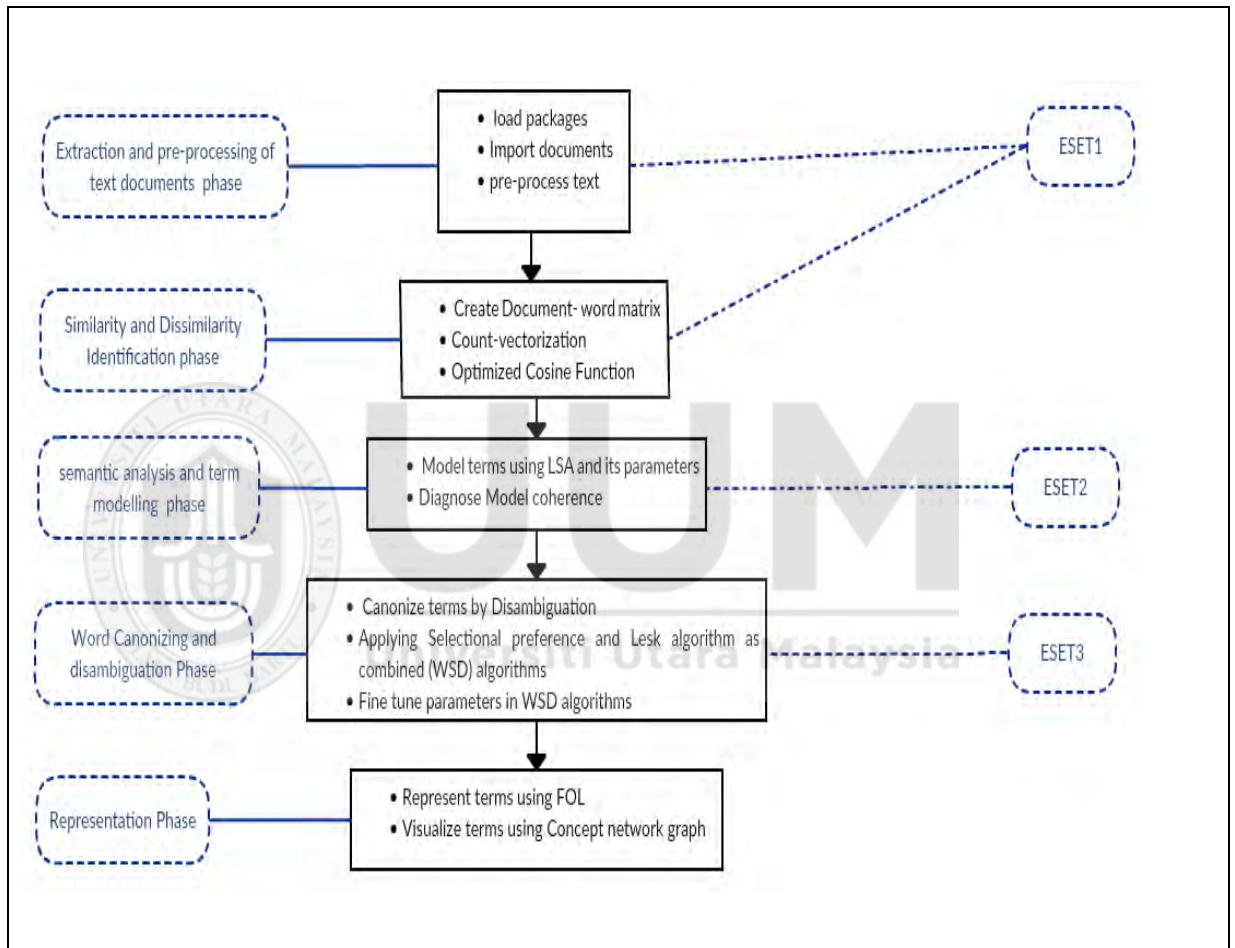 Extraction and pre-processing of
text documents phase
• load packages
• Import documents
• pre-process text
ESET1
Similarity and Dissimilarity
Identification phase
• Create Document- word matrix
• Count-vectorization
• Optimized Cosine Function
semantic analysis and term
modelling phase
• Model terms using LSA and its parameters
• Diagnose Model coherence
ESET2
Word Canonizing and
disambiguation Phase
• Canonize terms by Disambiguation
• Applying Selectional preference and Lesk algorithm as
combined (WSD) algorithms
• Fine tune parameters in WSD algorithms
ESET3
Representation Phase
• Represent terms using FOL
• Visualize terms using Concept network graph
UUM
Universiti Utara Malaysia
UNIVERSITI UTARA MALAYSIA